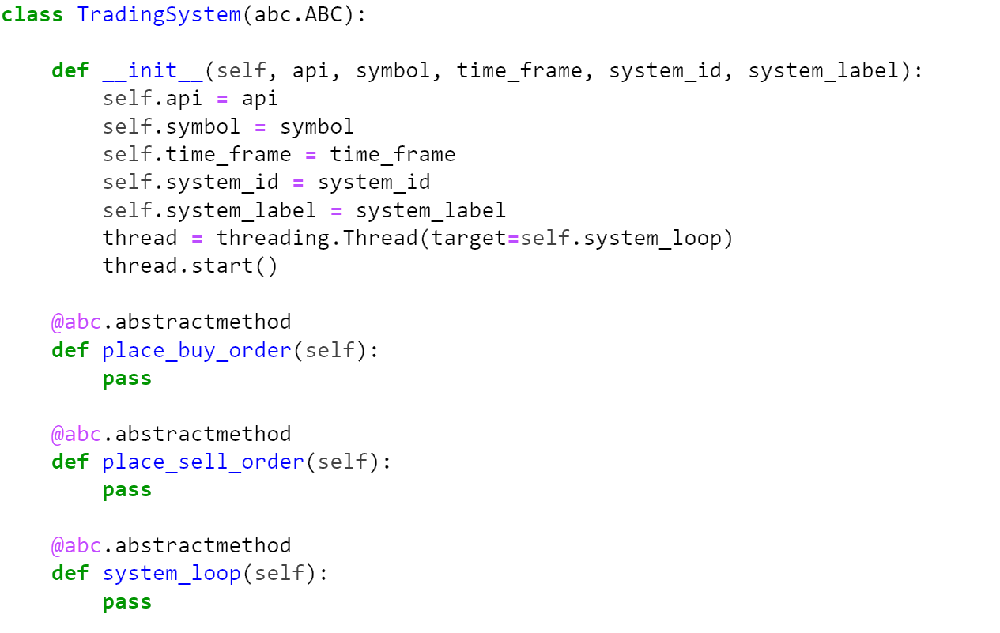 class TradingSystem(abc.ABC):
    def __init__(self, api, symbol, time_frame, system_id, system_label):
        self.api = api
        self.symbol = symbol
        self.time_frame = time_frame
        self.system_id = system_id
        self.system_label = system_label
        thread = threading.Thread(target=self.system_loop)
        thread.start()
    @abc.abstractmethod
    def place_buy_order(self):
        pass
    @abc.abstractmethod
    def place_sell_order(self):
        pass
    @abc.abstractmethod
    def system_loop(self):
        pass